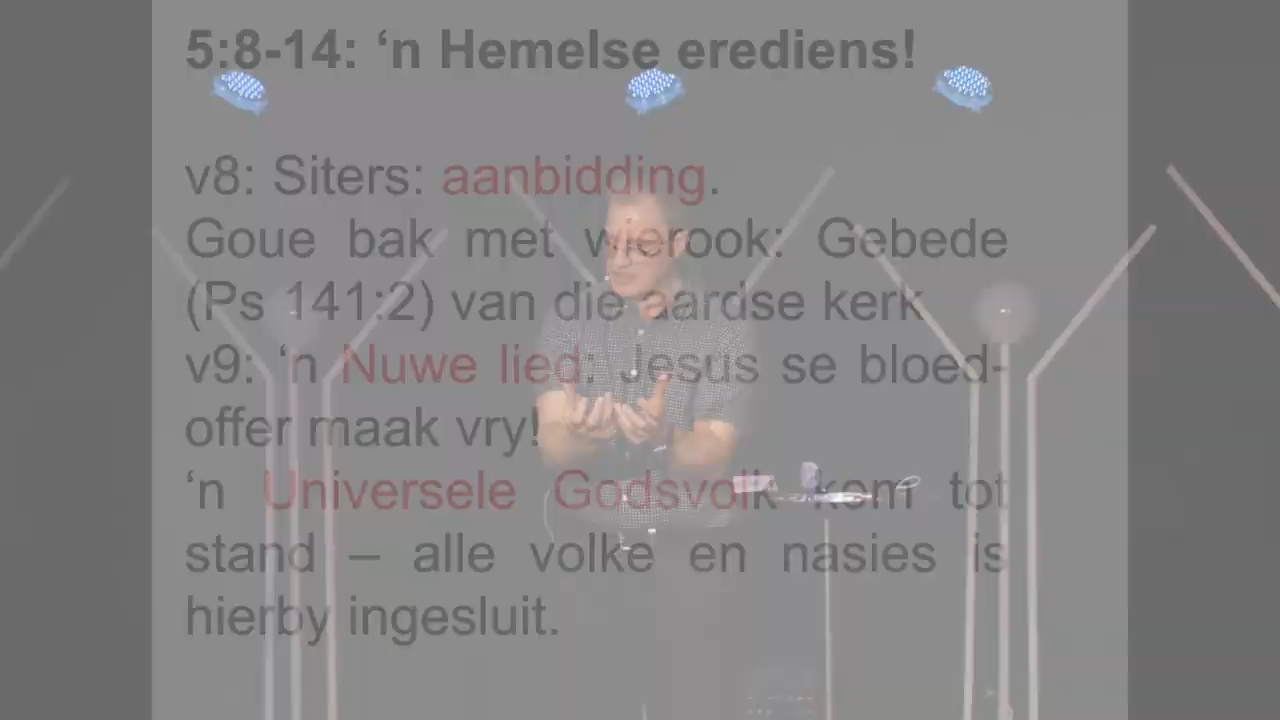 5:8-14: ‘n Hemelse erediens!
v8: Siters: aanbidding.
Goue bak met wierook: Gebede
(Ps 141:2) van die aardse kerk
v9: ‘n Nuwe lied: Jesus se bloed-
offer maak vry!
‘n Universele Godsvolk kom tot
stand – alle volke en nasies is
hierby ingesluit.